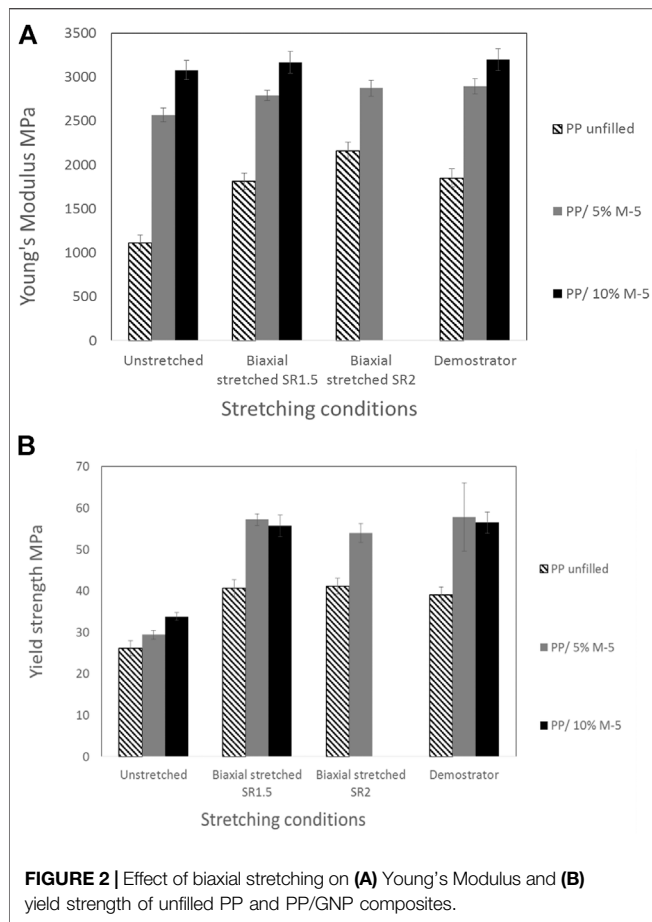 A
3500
3000
2500
2000
1500
1000
500
0
Young's Modulus MPa
Unstretched
Biaxial stretched SR1.5
Biaxial stretched SR2
Demostrator
Stretching conditions
PP unfilled
PP/ 5% M-5
PP/ 10% M-5
B
70
60
50
40
30
20
10
0
Yield strength MPa
Unstretched
Biaxial stretched SR1.5
Biaxial stretched SR2
Demostrator
Stretching conditions
PP unfilled
PP/ 5% M-5
PP/ 10% M-5
FIGURE 2 | Effect of biaxial stretching on (A) Young's Modulus and (B)
yield strength of unfilled PP and PP/GNP composites.